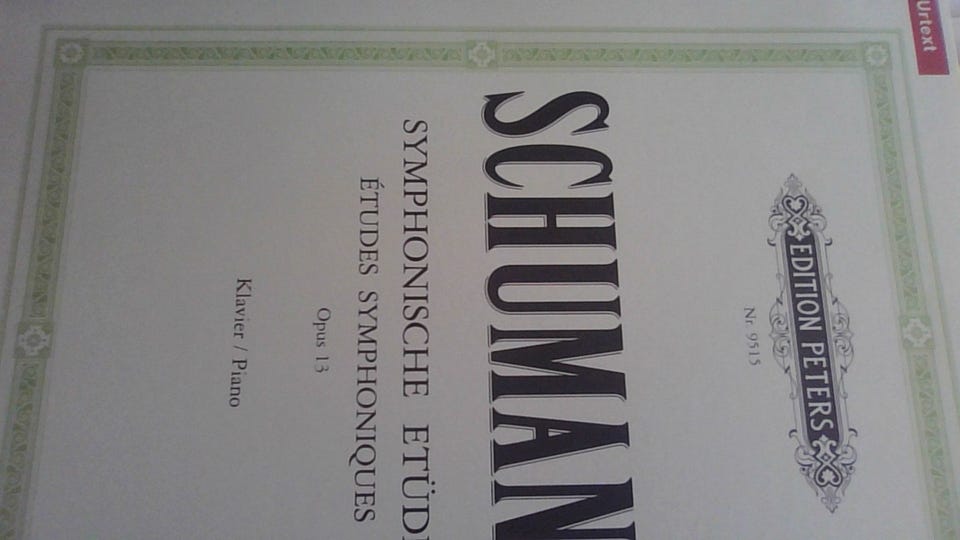 Urtext
EDITION PETERS
Nr. 9515
SCHUMAN
SYMPHONISCHE ETÜD
ÉTUDES SYMPHONIQUES
Opus 13
Klavier / Piano